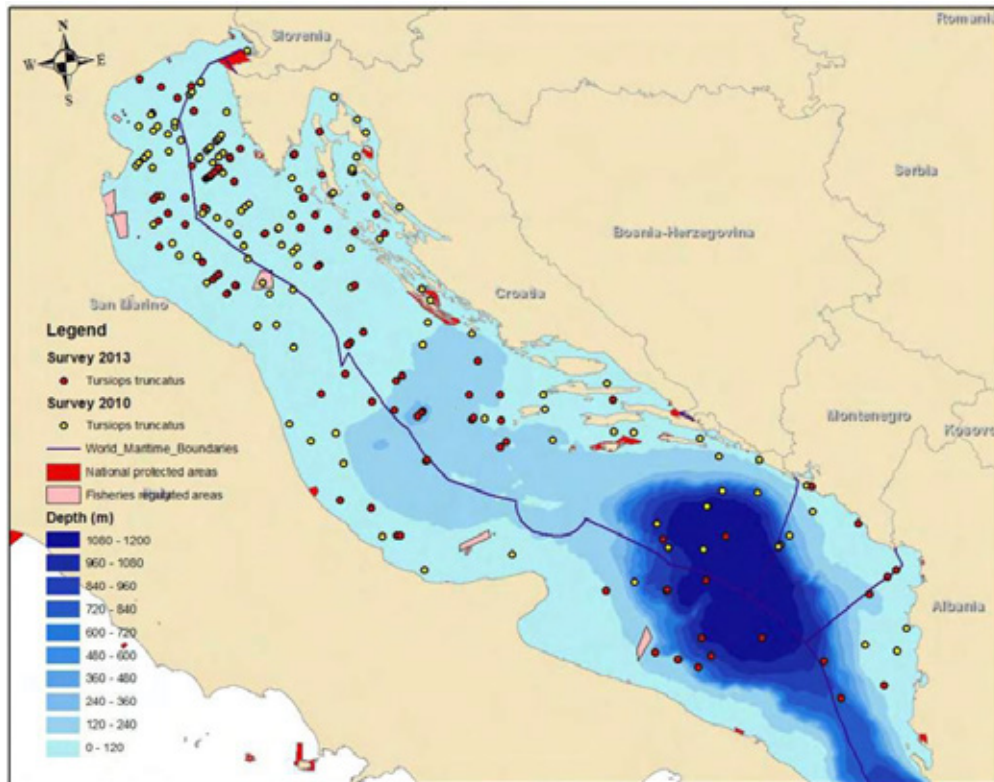 Romania
Slovenia
N
W E
S
Serbia
Bosnia-Herzegovina
Croatia
San Marino
Montenegro
Kosovo
Albania
Legend
Survey 2013
Tursiops truncatus
Survey 2010
Tursiops truncatus
World_Maritime_Boundaries
National protected areas
Fisheries regulated areas
Depth (m)
1080 - 1200
960 - 1080
840 - 960
720 - 840
600 - 720
480 - 600
360 - 480
240 - 360
120 - 240
0 - 120